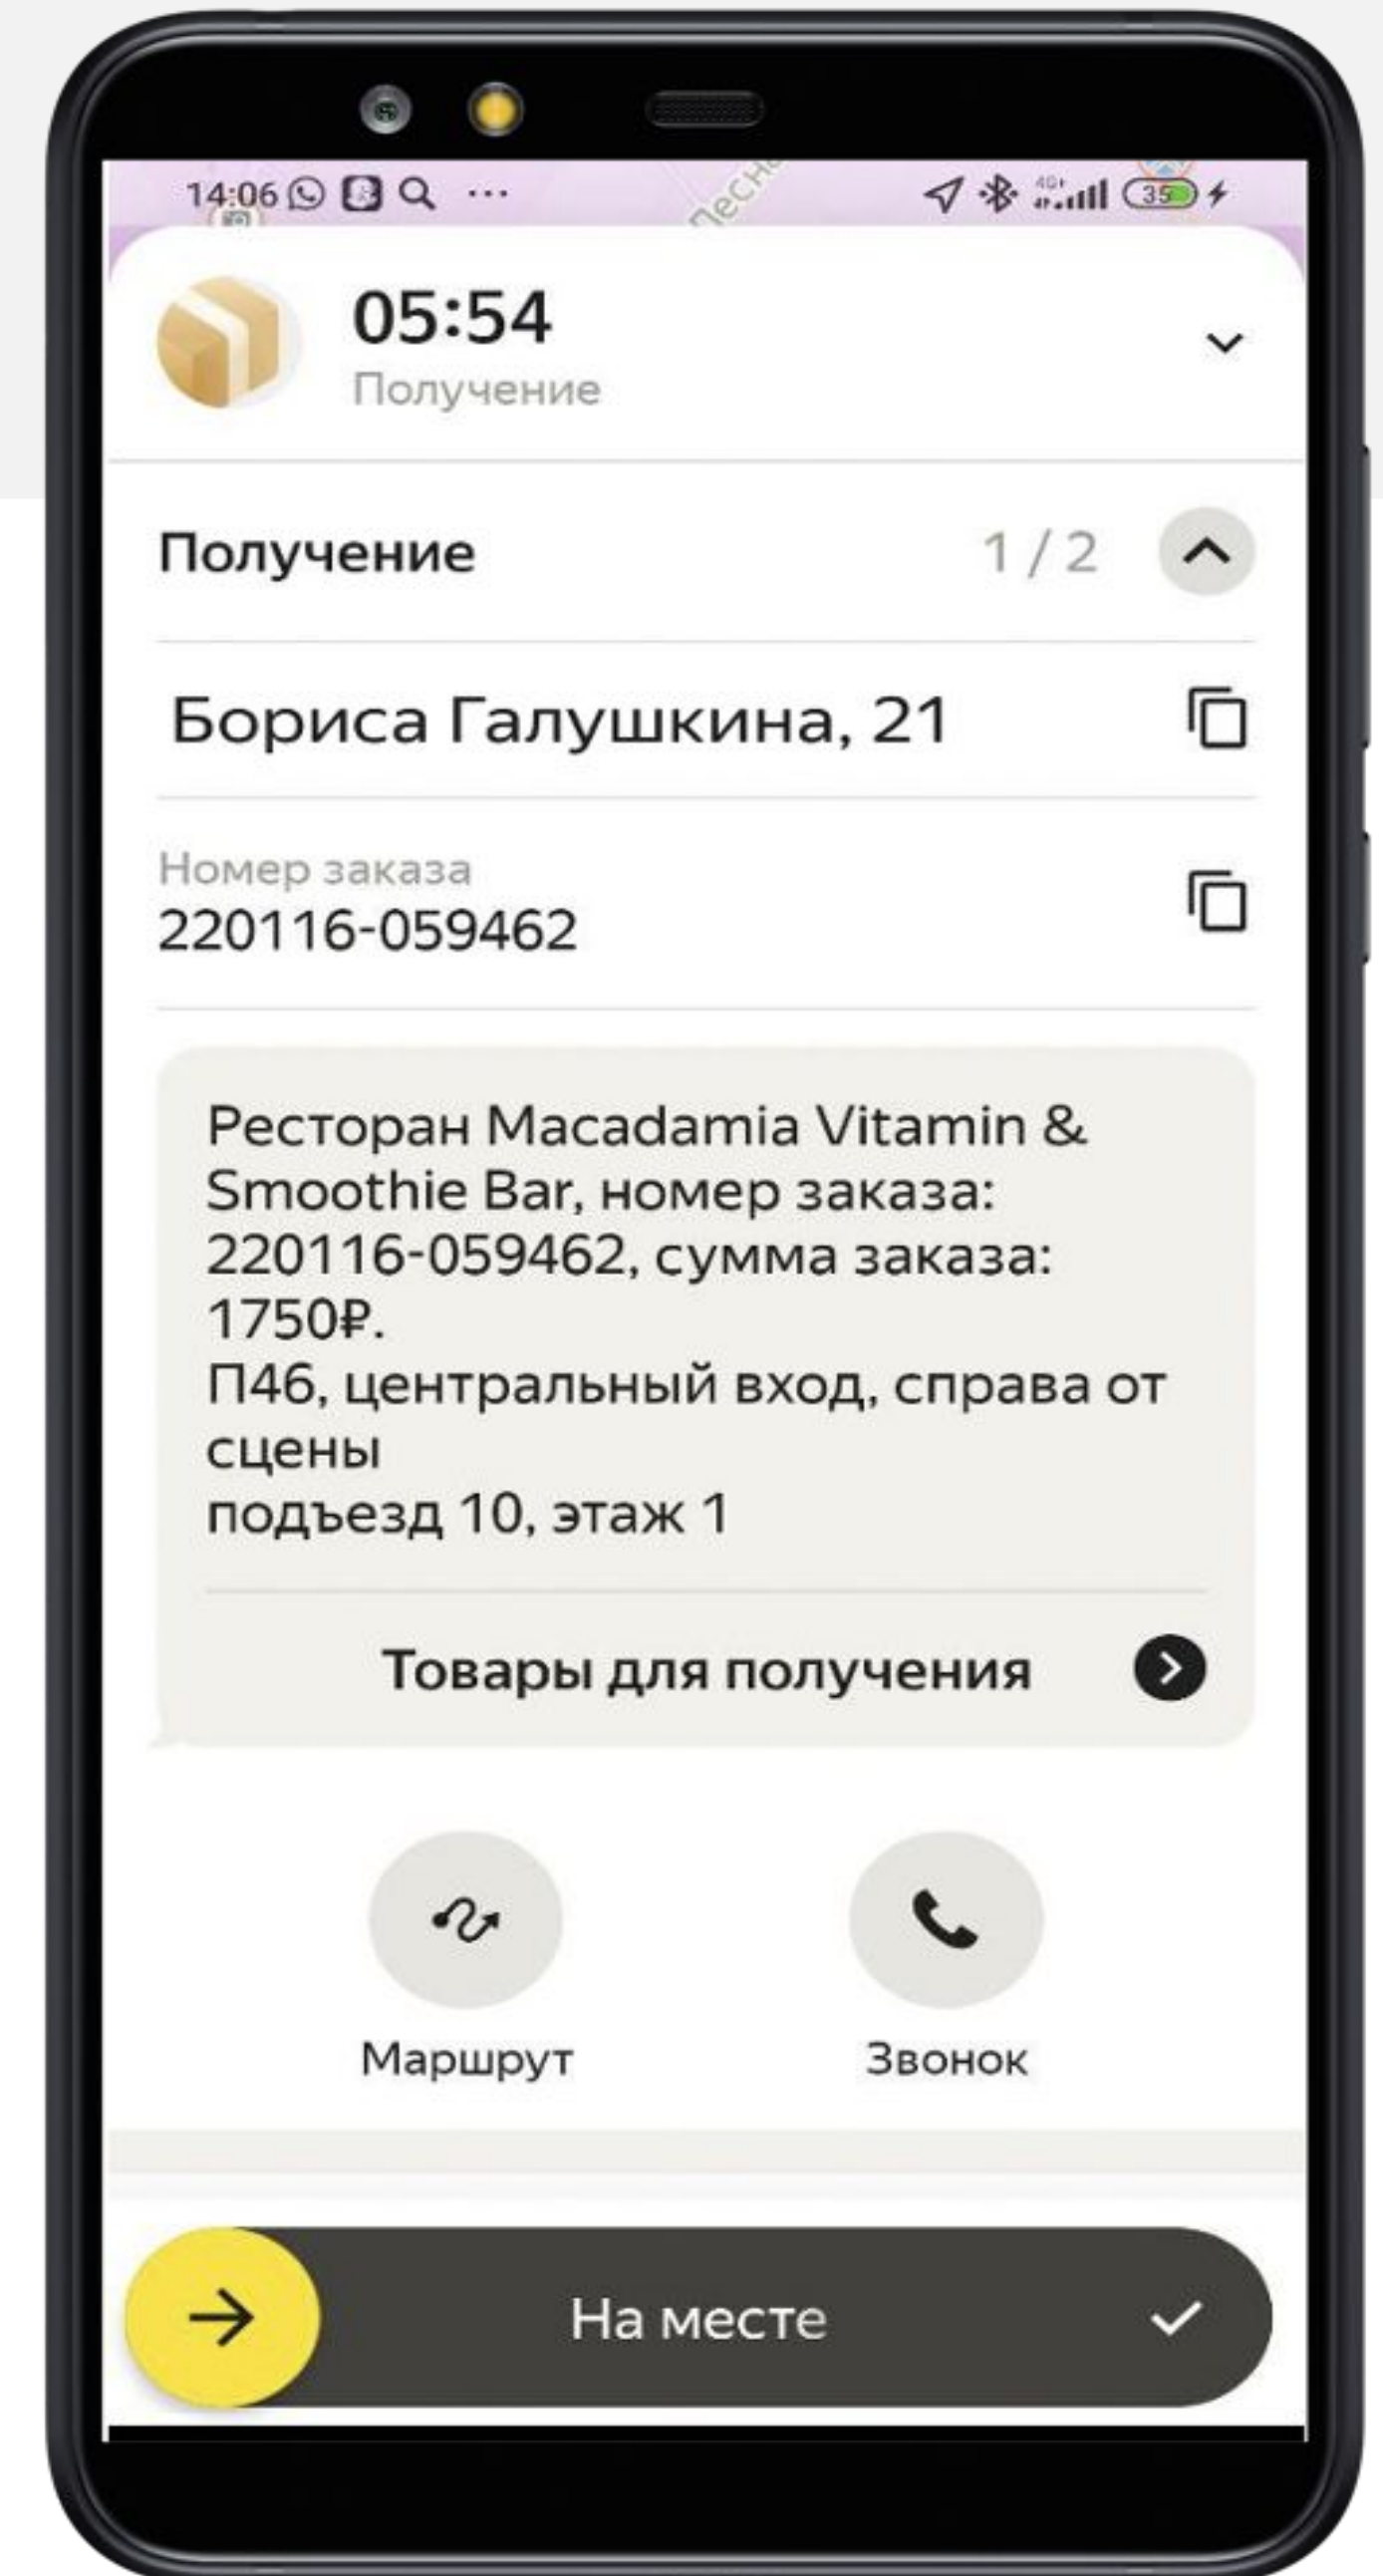 14:06
4G+
35
05:54
Получение
Получение
1 / 2
Бориса Галушкина, 21
Номер заказа
220116-059462
Ресторан Macadamia Vitamin &
Smoothie Bar, номер заказа:
220116-059462, сумма заказа:
1750₽.
П46, центральный вход, справа от
сцены
подъезд 10, этаж 1
Товары для получения
Маршрут
Звонок
На месте